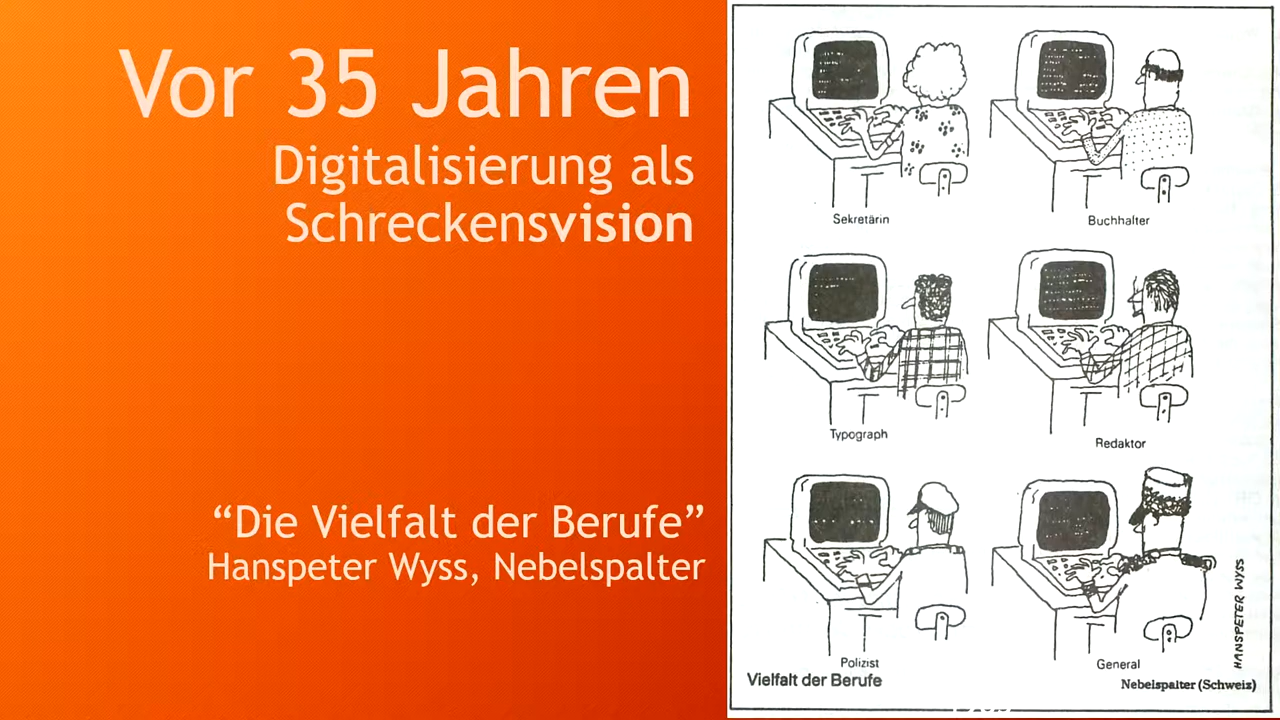 Vor 35 Jahren
Digitalisierung als
Schreckensvision
“Die Vielfalt der Berufe”
Hanspeter Wyss, Nebelspalter
Sekretärin
Buchhalter
Typograph
Redaktor
Polizist
General
HANSPETER WYSS
Vielfalt der Berufe
Nebelspalter (Schweiz)